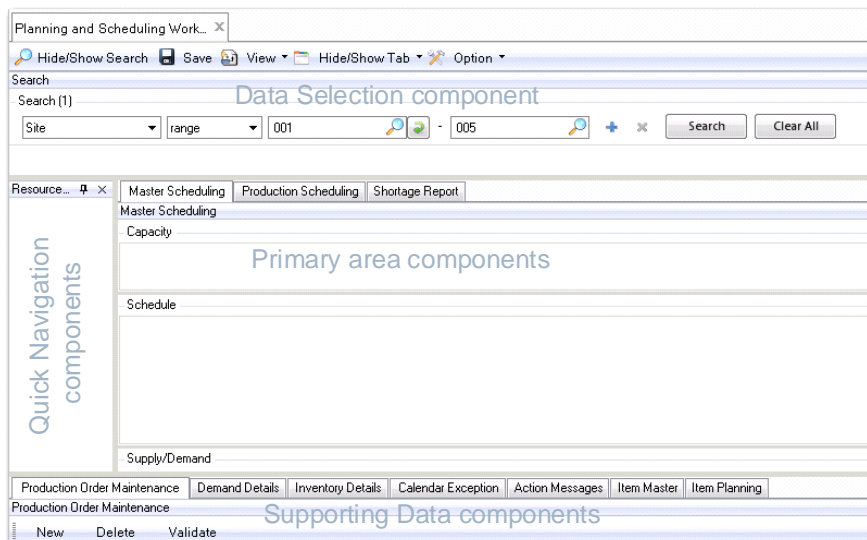 Planning and Scheduling Work...
Hide/Show Search Save View Hide/Show Tab Option
Search
Data Selection component
Search (1)
Site range 001 - 005 Search Clear All
Resource... Master Scheduling Production Scheduling Shortage Report
Master Scheduling
Capacity
Primary area components
Quick Navigation
components
Schedule
Supply/Demand
Production Order Maintenance Demand Details Inventory Details Calendar Exception Action Messages Item Master Item Planning
Production Order Maintenance
Supporting Data components
New Delete Validate